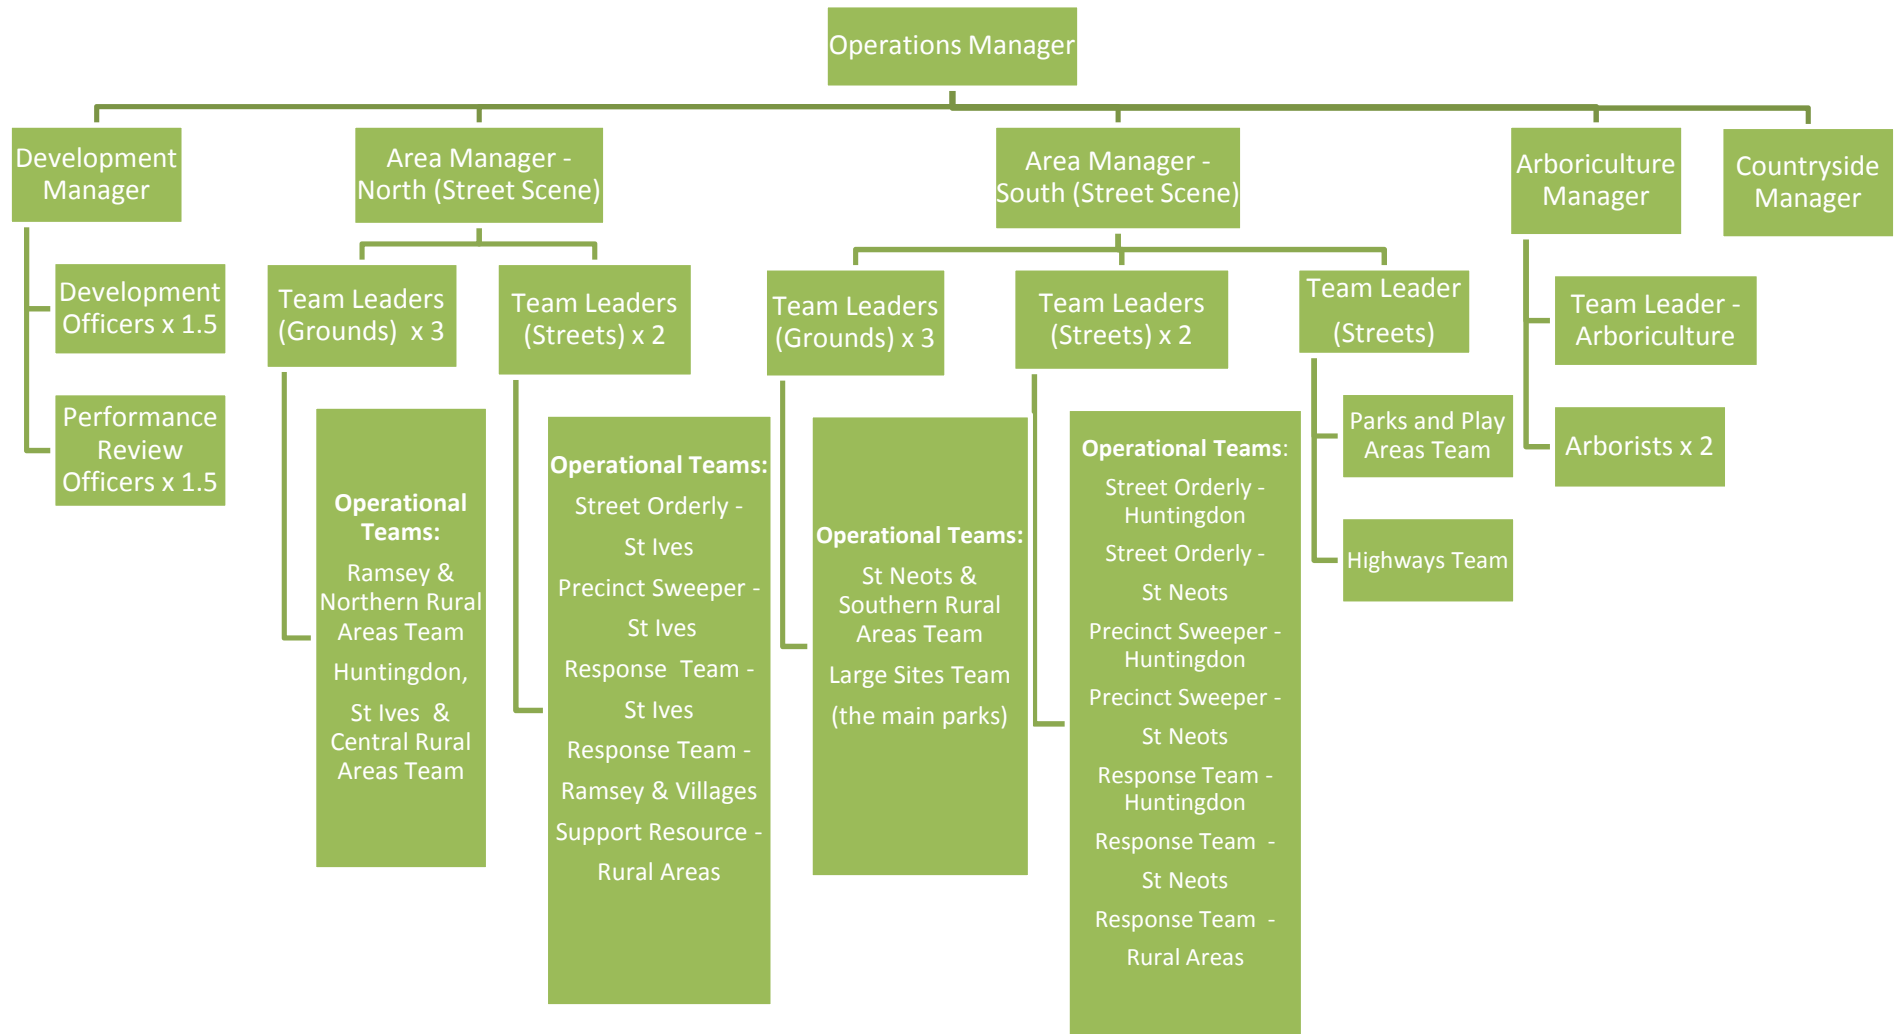 Operations Manager
Development
Manager
Area Manager -
North (Street Scene)
Area Manager -
South (Street Scene)
Arboriculture
Manager
Countryside
Manager
Development
Officers x 1.5
Performance
Review
Officers x 1.5
Team Leaders
(Grounds) x 3
Operational
Teams:
Ramsey &
Northern Rural
Areas Team
Huntingdon,
St Ives &
Central Rural
Areas Team
Team Leaders
(Streets) x 2
Operational Teams:
Street Orderly -
St Ives
Precinct Sweeper -
St Ives
Response Team -
St Ives
Response Team -
Ramsey & Villages
Support Resource -
Rural Areas
Team Leaders
(Grounds) x 3
Operational Teams:
St Neots &
Southern Rural
Areas Team
Large Sites Team
(the main parks)
Team Leaders
(Streets) x 2
Operational Teams:
Street Orderly -
Huntingdon
Street Orderly -
St Neots
Precinct Sweeper -
Huntingdon
Precinct Sweeper -
St Neots
Response Team -
Huntingdon
Response Team -
St Neots
Response Team -
Rural Areas
Team Leader
(Streets)
Parks and Play
Areas Team
Highways Team
Team Leader -
Arboriculture
Arborists x 2